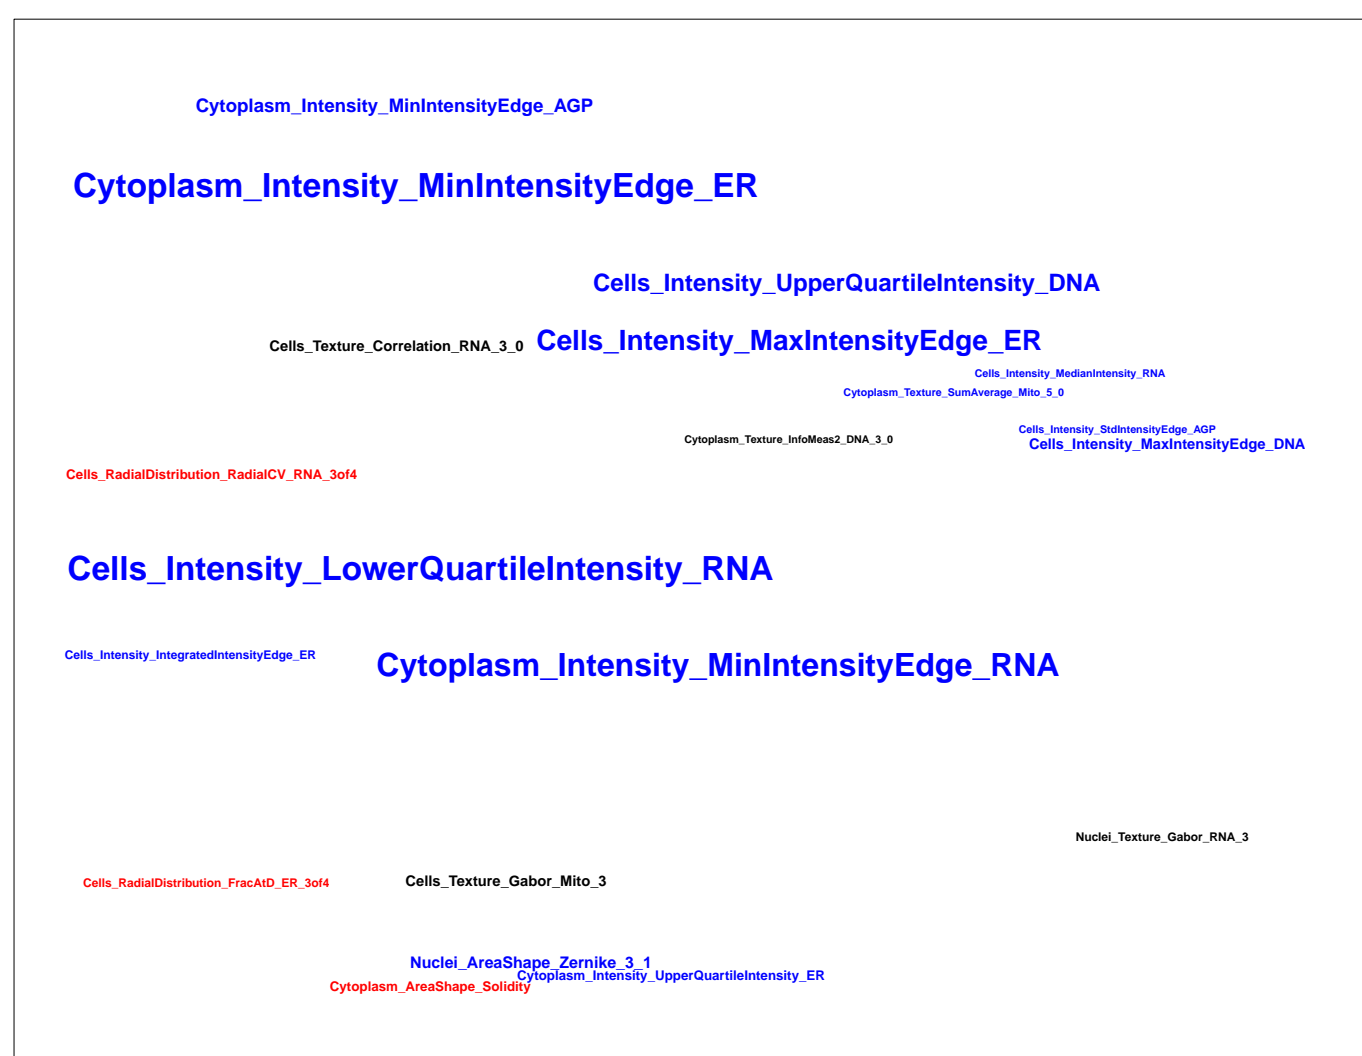 Cytoplasm_Intensity_MinIntensityEdge_AGP
Cytoplasm_Intensity_MinIntensityEdge_ER
Cells_Intensity_UpperQuartileIntensity_DNA
Cells_Texture_Correlation_RNA_3_0
Cells_Intensity_MaxIntensityEdge_ER
Cells_Intensity_MedianIntensity_RNA
Cytoplasm_Texture_SumAverage_Mito_5_0
Cells_Intensity_StdIntensityEdge_AGP
Cytoplasm_Texture_InfoMeas2_DNA_3_0
Cells_Intensity_MaxIntensityEdge_DNA
Cells_RadialDistribution_RadialCV_RNA_3of4
Cells_Intensity_LowerQuartileIntensity_RNA
Cells_Intensity_IntegratedIntensityEdge_ER
Cytoplasm_Intensity_MinIntensityEdge_RNA
Nuclei_Texture_Gabor_RNA_3
Cells_RadialDistribution_FracAtD_ER_3of4
Cells_Texture_Gabor_Mito_3
Nuclei_AreaShape_Zernike_3_1
Cytoplasm_Intensity_UpperQuartileIntensity_ER
Cytoplasm_AreaShape_Solidity